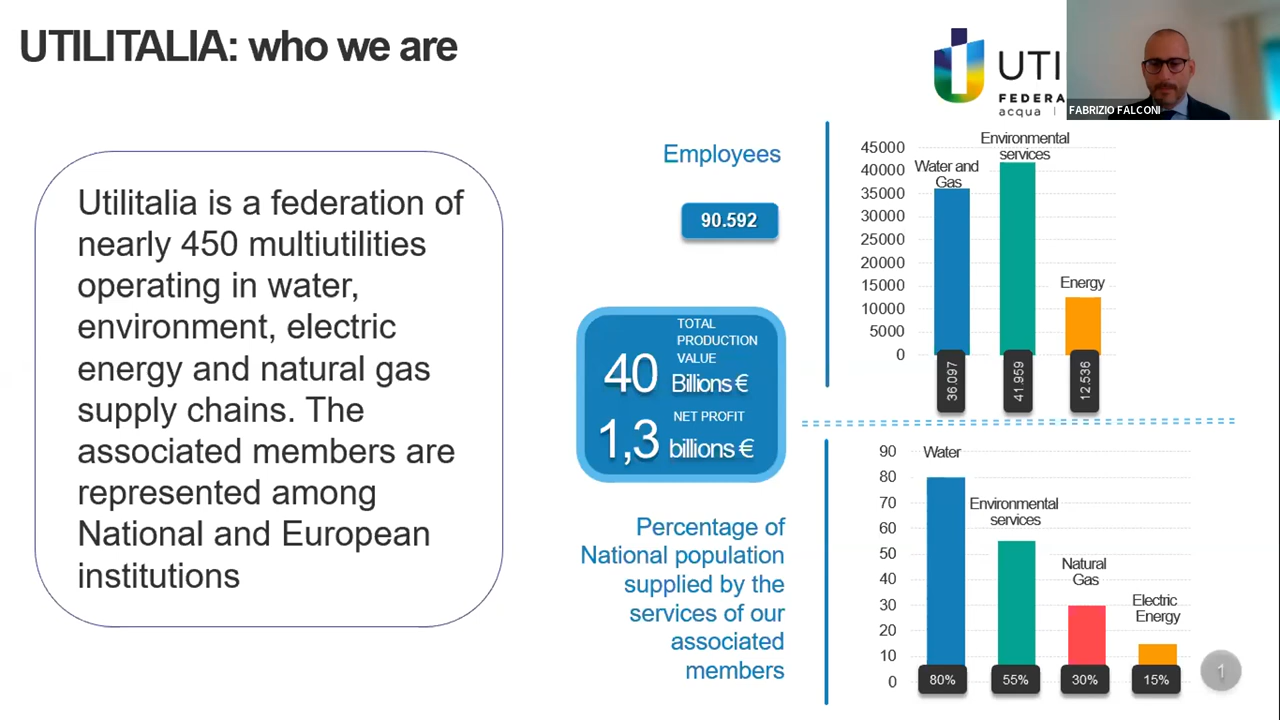 UTILITALIA: who we are
UTI
FEDERA
acqua |
FABRIZIO FALCONI
Utilitalia is a federation of
nearly 450 multiutilities
operating in water,
environment, electric
energy and natural gas
supply chains. The
associated members are
represented among
National and European
institutions
Employees
90.592
TOTAL
PRODUCTION
VALUE
40 Billions €
NET PROFIT
1,3 billions €
Percentage of
National population
supplied by the
services of our
associated
members
45000
40000
35000
30000
25000
20000
15000
10000
5000
0
Water and
Gas
Environmental
services
Energy
36.097
41.959
12.536
90
80
70
60
50
40
30
20
10
0
Water
Environmental
services
Natural
Gas
Electric
Energy
80%
55%
30%
15%
1